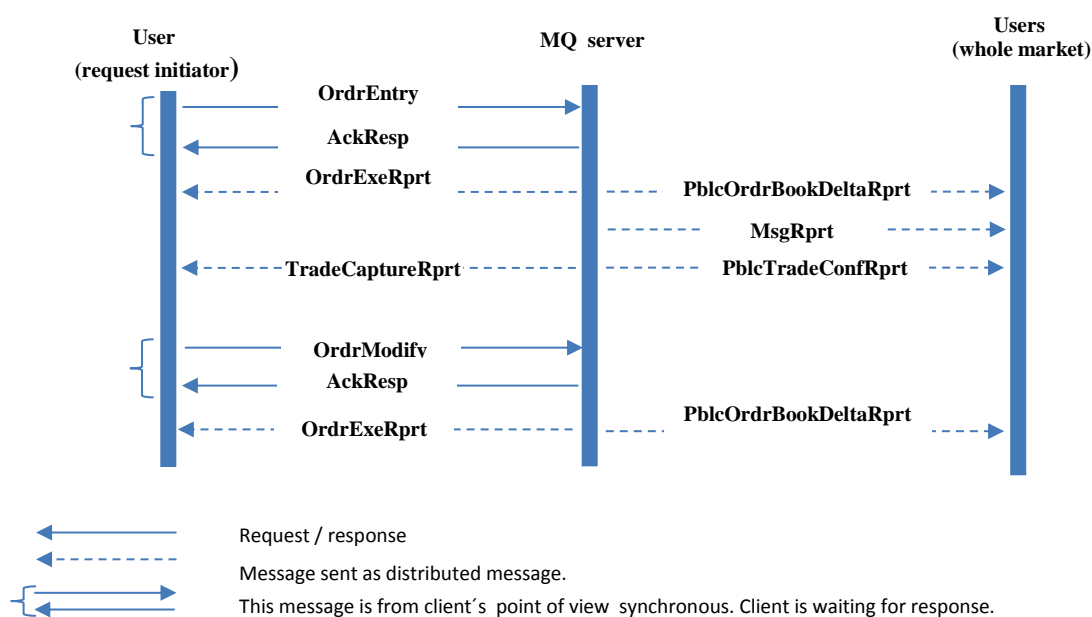 User
(request initiator)
MQ server
Users
(whole market)
OrdrEntry
AckResp
OrdrExeRprt
PblcOrdrBookDeltaRprt
MsgRprt
TradeCaptureRprt
PblcTradeConfRprt
OrdrModify
AckResp
OrdrExeRprt
PblcOrdrBookDeltaRprt
Request / response
Message sent as distributed message.
This message is from client´s point of view synchronous. Client is waiting for response.